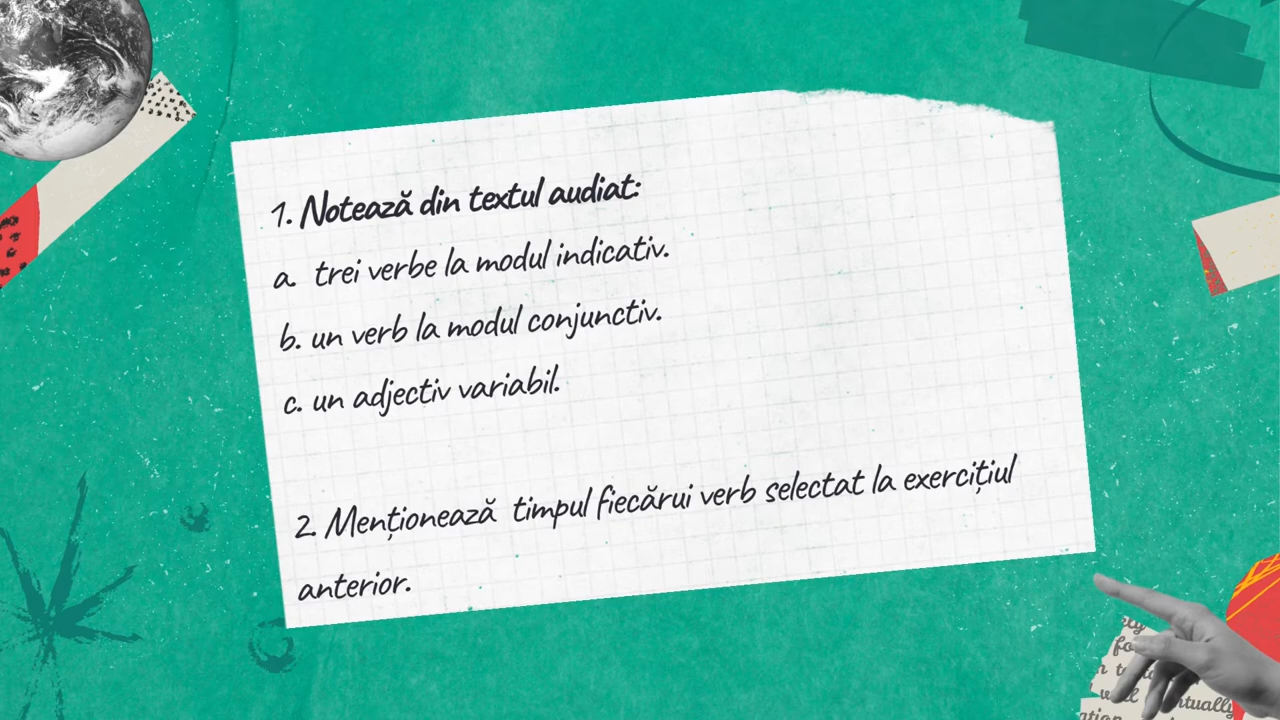 1. Notează din textul audiat:
a. trei verbe la modul indicativ.
b. un verb la modul conjunctiv.
c. un adjectiv variabil.
2. Menționează timpul fiecărui verb selectat la exercițiul
anterior.